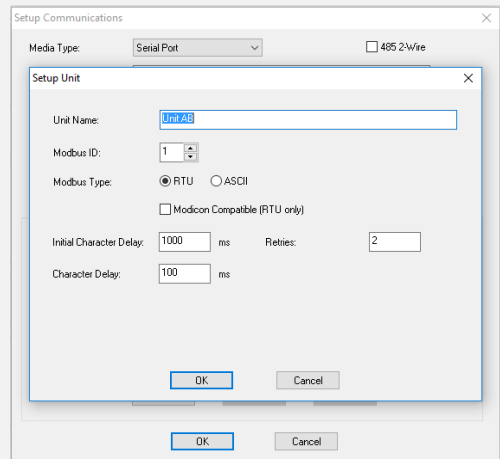 Setup Communications
Media Type: Serial Port 485 2-Wire
Setup Unit
Unit Name: Unit AB
Modbus ID: 1
Modbus Type: RTU ASCII
Modicon Compatible (RTU only)
Initial Character Delay: 1000 ms Retries: 2
Character Delay: 100 ms
OK Cancel
OK Cancel